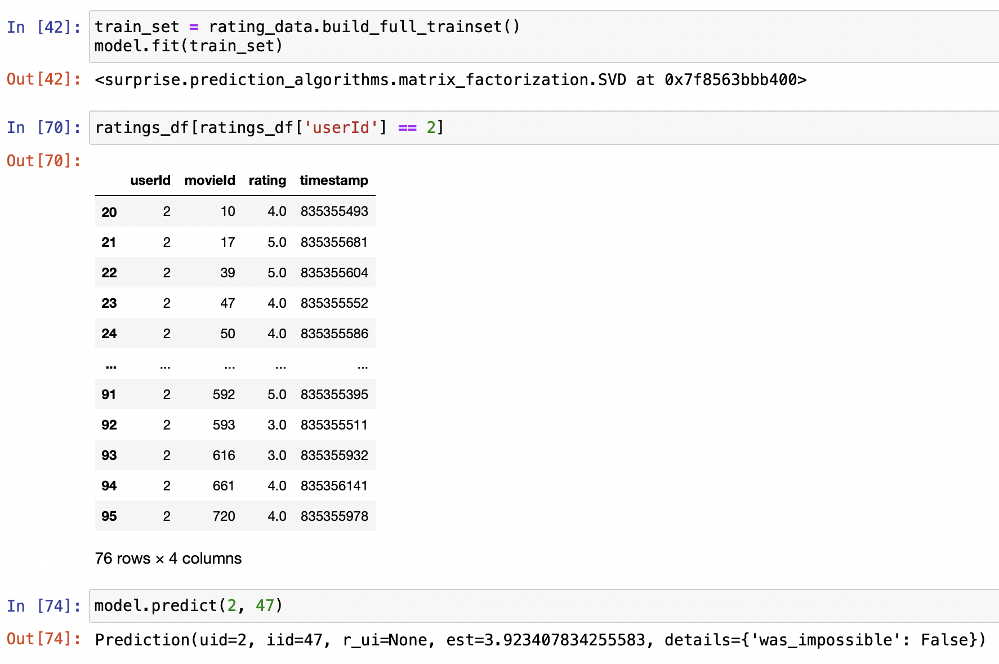 In [42]: train_set = rating_data.build_full_trainset()
model.fit(train_set)
Out[42]: <surprise.prediction_algorithms.matrix_factorization.SVD at 0x7f8563bbb400>
In [70]: ratings_df[ratings_df['userId'] == 2]
Out[70]:
userId movieId rating timestamp
20 2 10 4.0 835355493
21 2 17 5.0 835355681
22 2 39 5.0 835355604
23 2 47 4.0 835355552
24 2 50 4.0 835355586
... ... ... ... ...
91 2 592 5.0 835355395
92 2 593 3.0 835355511
93 2 616 3.0 835355932
94 2 661 4.0 835356141
95 2 720 4.0 835355978
76 rows × 4 columns
In [74]: model.predict(2, 47)
Out[74]: Prediction(uid=2, iid=47, r_ui=None, est=3.923407834255583, details={'was_impossible': False})